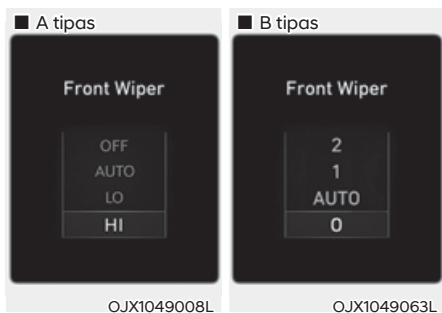 ■ A tipas
Front Wiper
OFF
AUTO
LO
HI
OJX1049008L
■ B tipas
Front Wiper
2
1
AUTO
0
OJX1049063L